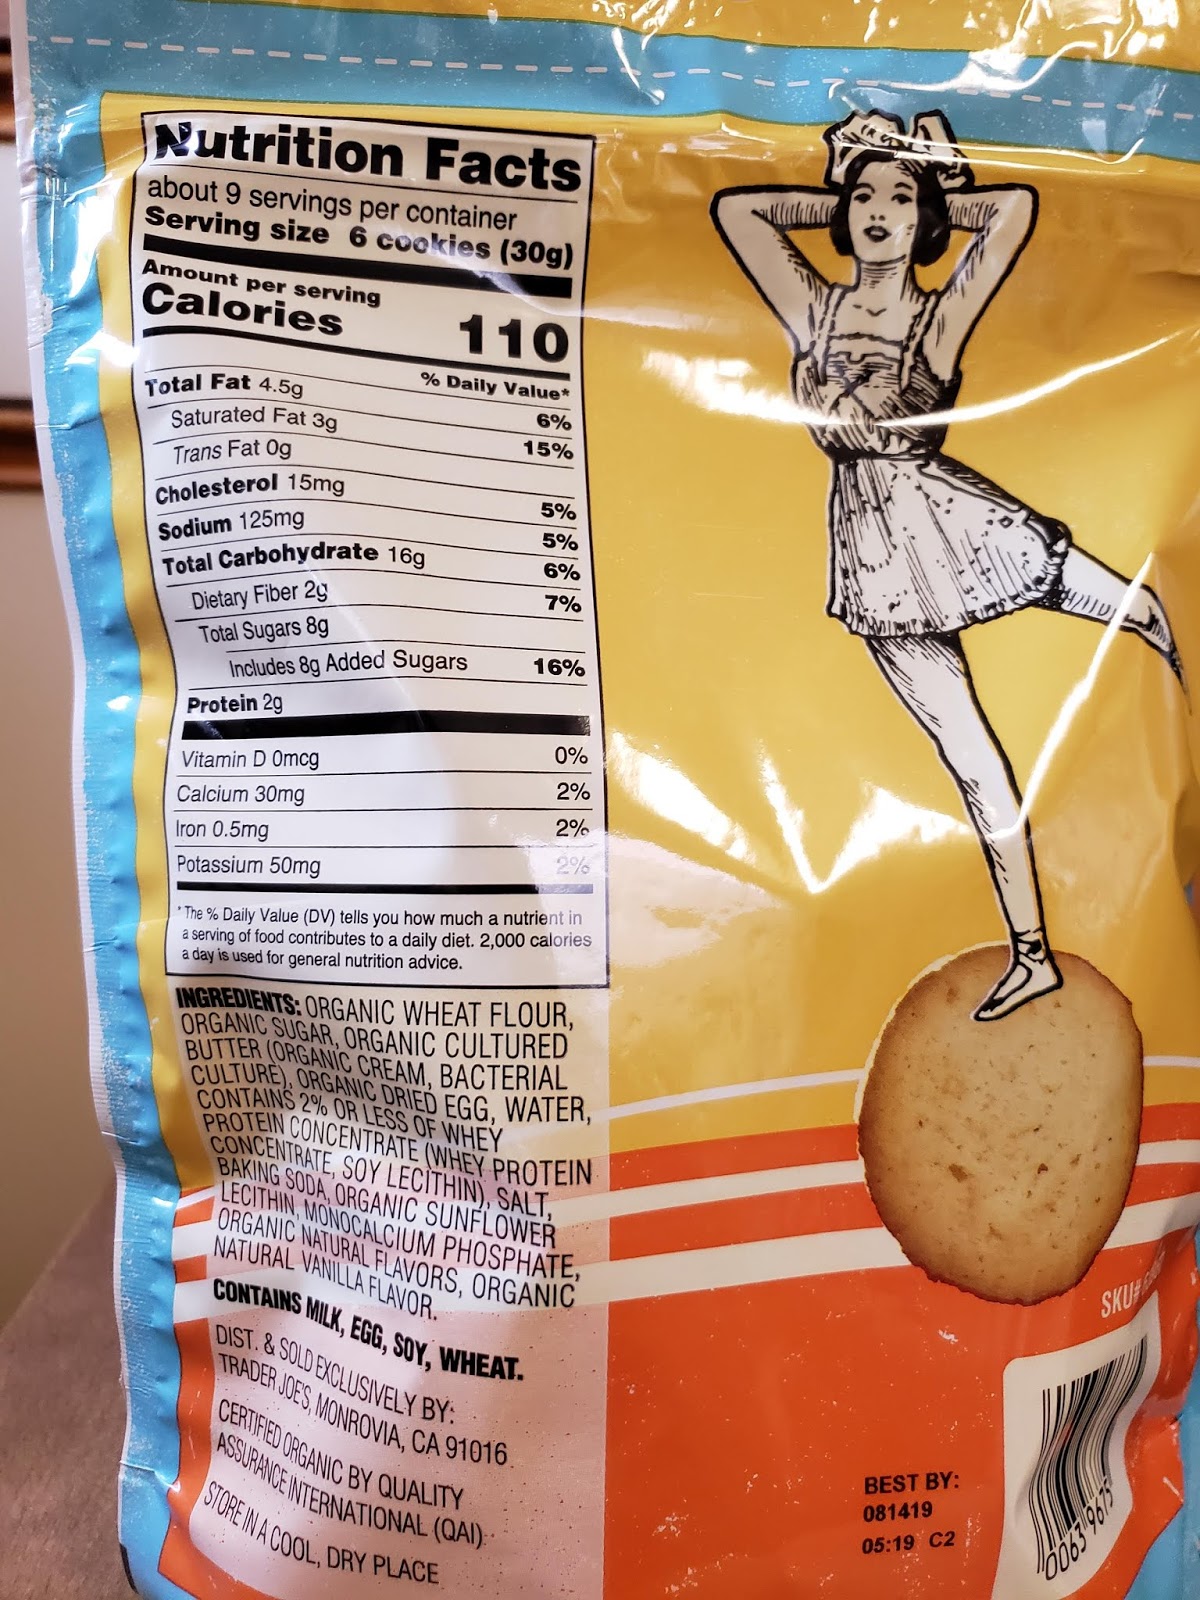 Nutrition Facts
about 9 servings per container
Serving size 6 cookies (30g)
Amount per serving
Calories 110
% Daily Value*
Total Fat 4.5g 6%
Saturated Fat 3g 15%
Trans Fat 0g
Cholesterol 15mg 5%
Sodium 125mg 5%
Total Carbohydrate 16g 6%
Dietary Fiber 2g 7%
Total Sugars 8g
Includes 8g Added Sugars 16%
Protein 2g
Vitamin D 0mcg 0%
Calcium 30mg 2%
Iron 0.5mg 2%
Potassium 50mg 2%
* The % Daily Value (DV) tells you how much a nutrient in
a serving of food contributes to a daily diet. 2,000 calories
a day is used for general nutrition advice.
INGREDIENTS: ORGANIC WHEAT FLOUR,
ORGANIC SUGAR, ORGANIC CULTURED
BUTTER (ORGANIC CREAM, BACTERIAL
CULTURE), ORGANIC DRIED EGG, WATER,
CONTAINS 2% OR LESS OF WHEY
PROTEIN CONCENTRATE (WHEY PROTEIN
CONCENTRATE, SOY LECITHIN), SALT,
BAKING SODA, ORGANIC SUNFLOWER
LECITHIN, MONOCALCIUM PHOSPHATE,
ORGANIC NATURAL FLAVORS, ORGANIC
NATURAL VANILLA FLAVOR.
CONTAINS MILK, EGG, SOY, WHEAT.
DIST. & SOLD EXCLUSIVELY BY:
TRADER JOE'S, MONROVIA, CA 91016
CERTIFIED ORGANIC BY QUALITY
ASSURANCE INTERNATIONAL (QAI)
STORE IN A COOL, DRY PLACE
SKU#
BEST BY:
081419
05:19 C2
0063 9675